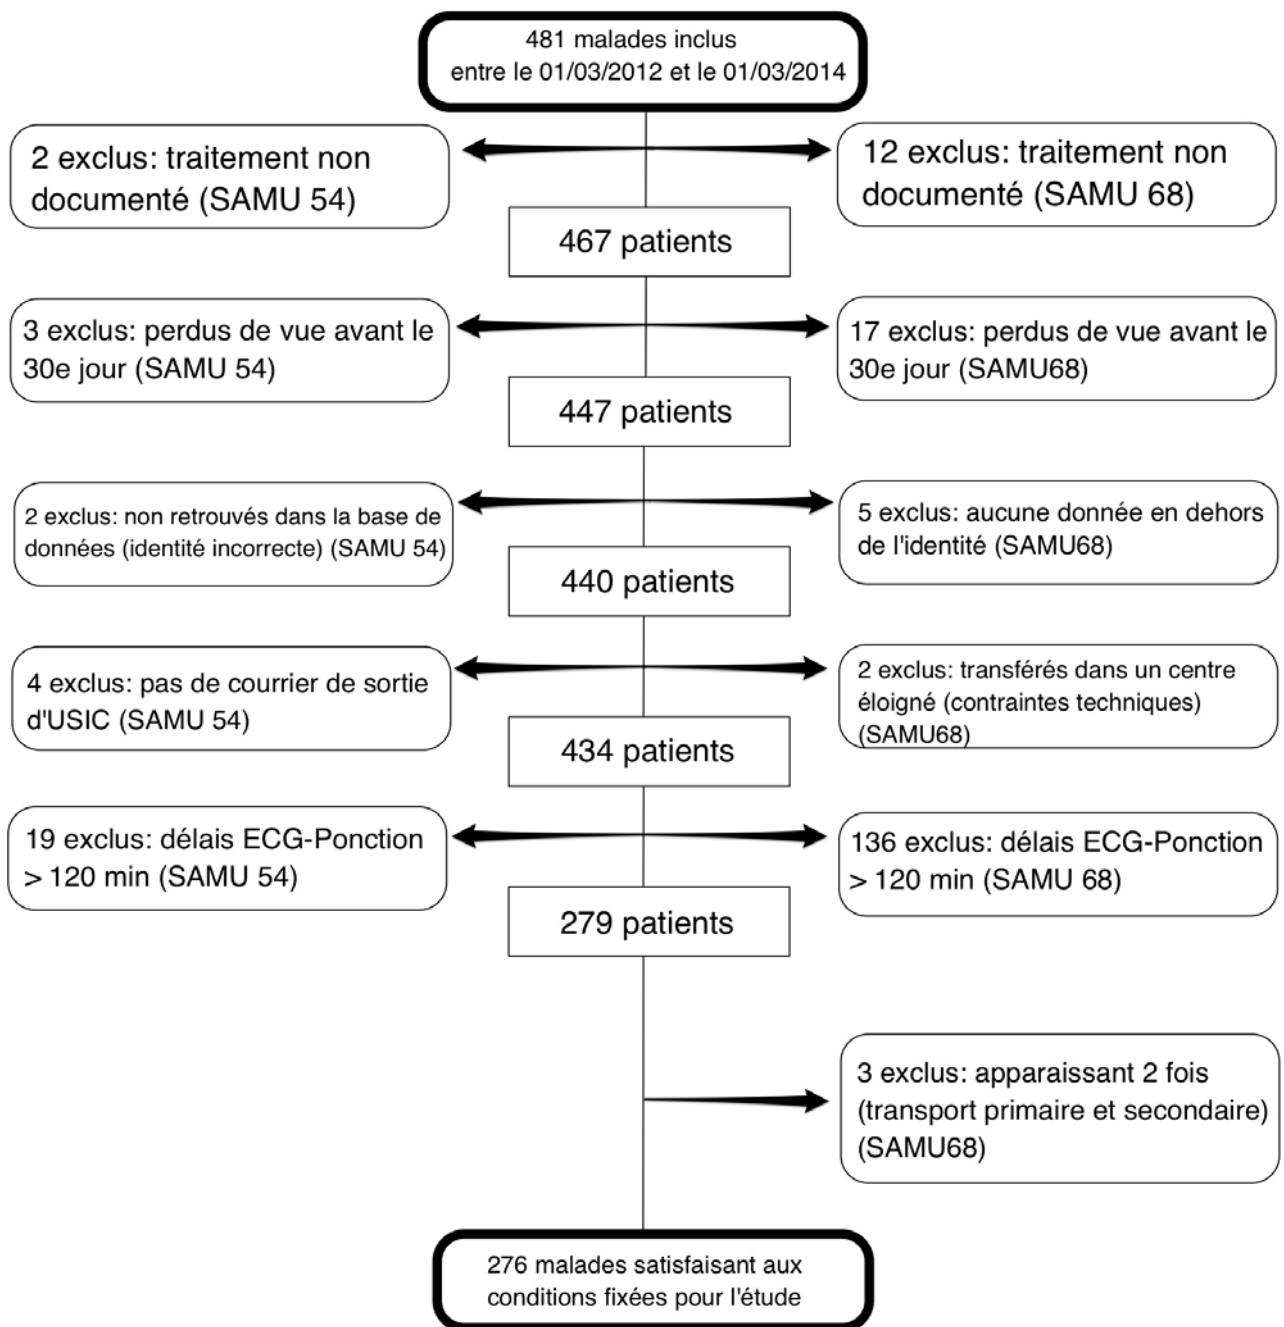 481 malades inclus
entre le 01/03/2012 et le 01/03/2014
2 exclus: traitement non
documenté (SAMU 54)
12 exclus: traitement non
documenté (SAMU 68)
467 patients
3 exclus: perdus de vue avant le
30e jour (SAMU 54)
17 exclus: perdus de vue avant le
30e jour (SAMU68)
447 patients
2 exclus: non retrouvés dans la base de
données (identité incorrecte) (SAMU 54)
5 exclus: aucune donnée en dehors
de l'identité (SAMU68)
440 patients
4 exclus: pas de courrier de sortie
d'USIC (SAMU 54)
2 exclus: transférés dans un centre
éloigné (contraintes techniques)
(SAMU68)
434 patients
19 exclus: délais ECG-Ponction
> 120 min (SAMU 54)
136 exclus: délais ECG-Ponction
> 120 min (SAMU 68)
279 patients
3 exclus: apparaissant 2 fois
(transport primaire et secondaire)
(SAMU68)
276 malades satisfaisant aux
conditions fixées pour l'étude